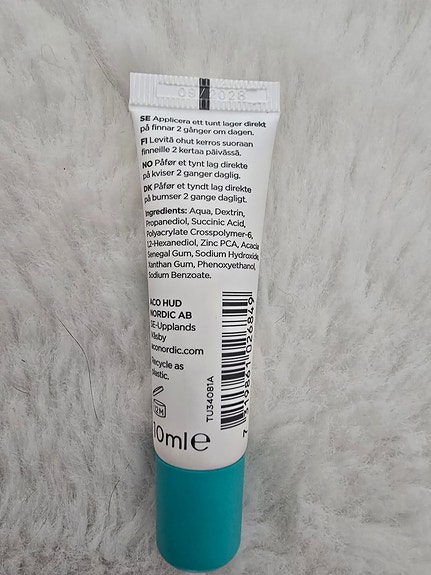 09/2028
SE Applicera ett tunt lager direkt
på finnar 2 gånger om dagen.
FI Levitä ohut kerros suoraan
finneille 2 kertaa päivässä.
NO Påfør et tynt lag direkte
på kviser 2 ganger daglig.
DK Påfør et tyndt lag direkte
på bumser 2 gange dagligt.
Ingredients: Aqua, Dextrin,
Propanediol, Succinic Acid,
Polyacrylate Crosspolymer-6,
1,2-Hexanediol, Zinc PCA, Acacia
Senegal Gum, Sodium Hydroxide,
Xanthan Gum, Phenoxyethanol,
Sodium Benzoate.
ACO HUD
NORDIC AB
SE-Upplands
Väsby
aconordic.com
Recycle as
plastic.
12M
10ml e
TU34081A
7 319861 026849